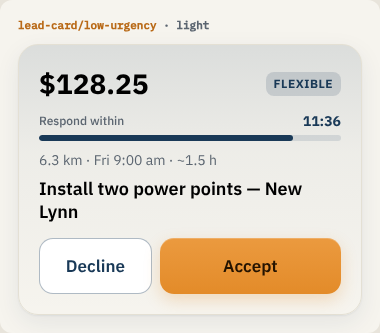 lead-card/low-urgency · light
$128.25
FLEXIBLE
Respond within
11:36
6.3 km · Fri 9:00 am · ~1.5 h
Install two power points — New
Lynn
Decline
Accept